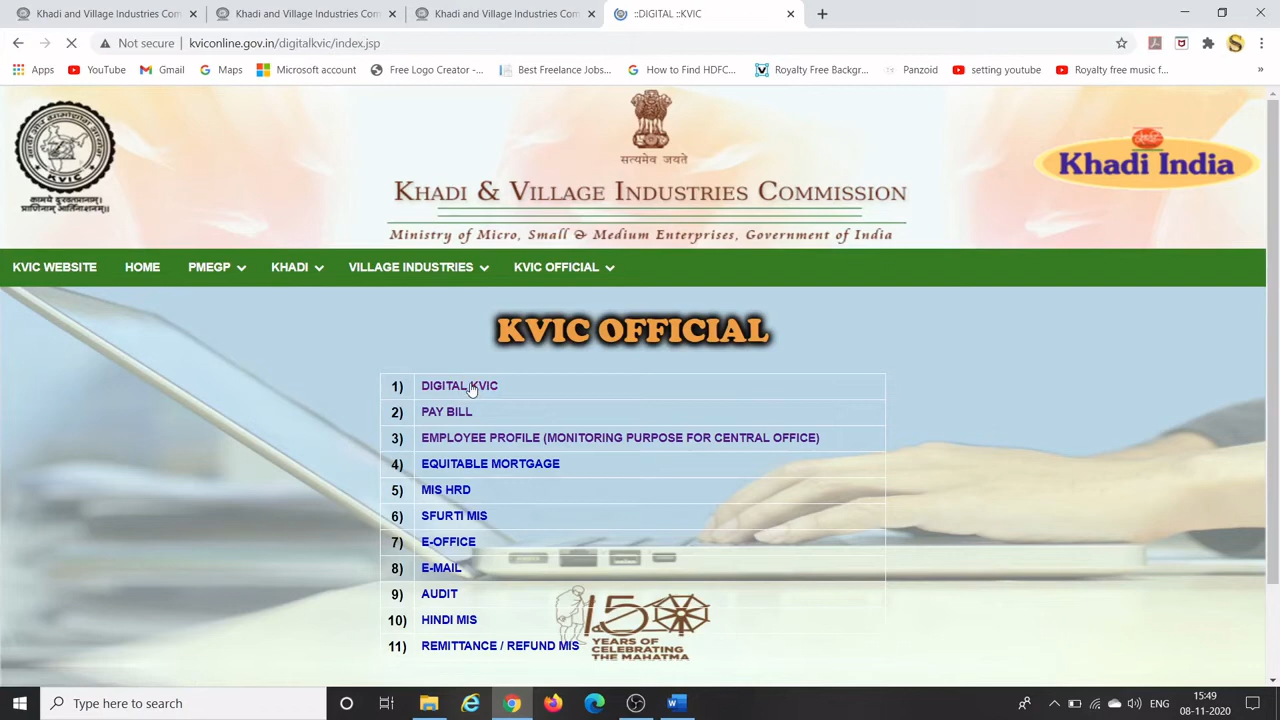 Khadi and Village Industries Com
Khadi and Village Industries Com
Khadi and Village Industries Com
::DIGITAL ::KVIC
Not secure
kviconline.gov.in/digitalkvic/index.jsp
Apps
YouTube
Gmail
Maps
Microsoft account
Free Logo Creator -...
Best Freelance Jobs...
How to Find HDFC...
Royalty Free Backgr...
Panzoid
setting youtube
Royalty free music f...
KVIC
सत्यमेव जयते
Khadi India
KHADI & VILLAGE INDUSTRIES COMMISSION
Ministry of Micro, Small & Medium Enterprises, Government of India
KVIC WEBSITE HOME PMEGP KHADI VILLAGE INDUSTRIES KVIC OFFICIAL
KVIC OFFICIAL
1) DIGITAL KVIC
2) PAY BILL
3) EMPLOYEE PROFILE (MONITORING PURPOSE FOR CENTRAL OFFICE)
4) EQUITABLE MORTGAGE
5) MIS HRD
6) SFURTI MIS
7) E-OFFICE
8) E-MAIL
9) AUDIT
10) HINDI MIS
11) REMITTANCE / REFUND MIS
150
YEARS OF
CELEBRATING
THE MAHATMA
Type here to search
ENG
15:49
08-11-2020